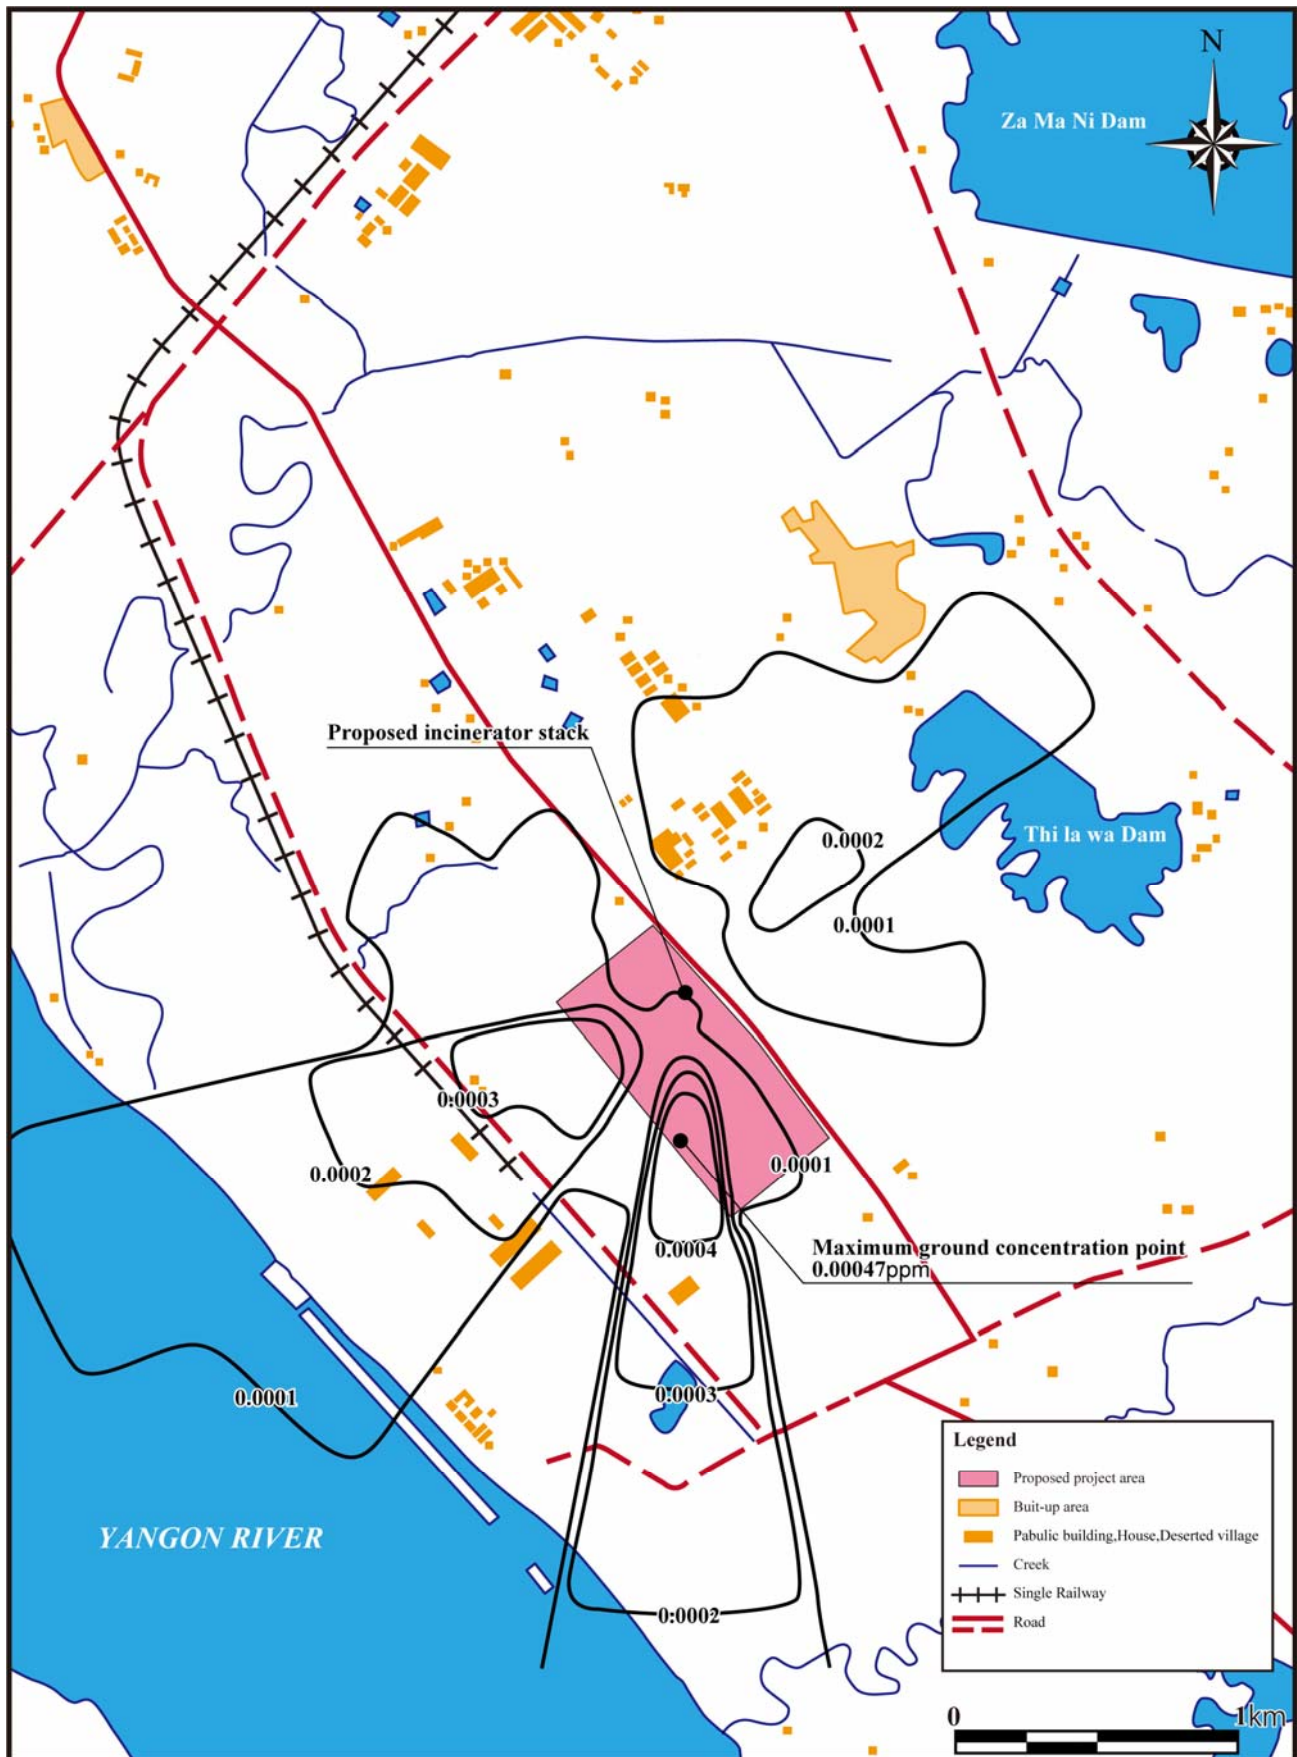 N
Za Ma Ni Dam
Proposed incinerator stack
0.0002
Thi la wa Dam
0.0001
0.0003
0.0002
0.0001
0.0004
Maximum ground concentration point
0.00047ppm
0.0003
0.0001
Legend
Proposed project area
Buit-up area
Pabulic building,House,Deserted village
Creek
Single Railway
Road
YANGON RIVER
0.0002
0 1km